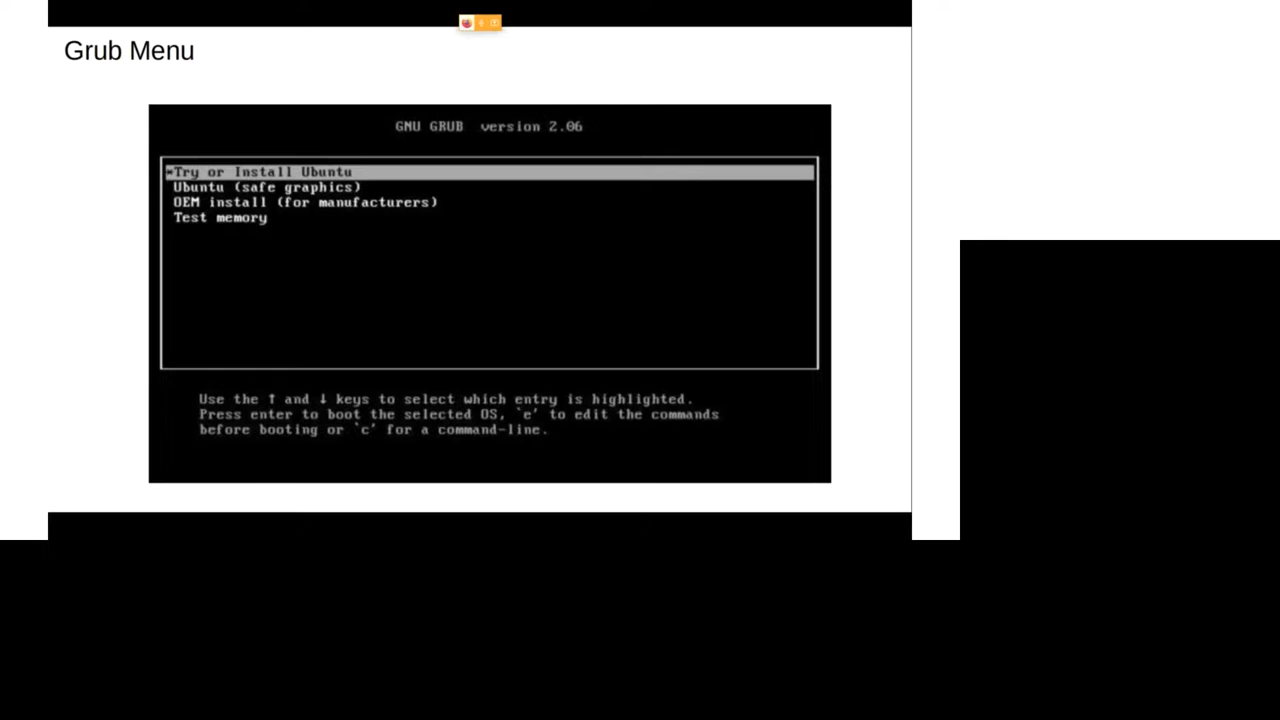 Grub Menu
GNU GRUB  version 2.06
*Try or Install Ubuntu
Ubuntu (safe graphics)
OEM install (for manufacturers)
Test memory
Use the ↑ and ↓ keys to select which entry is highlighted.
Press enter to boot the selected OS, `e' to edit the commands
before booting or `c' for a command-line.